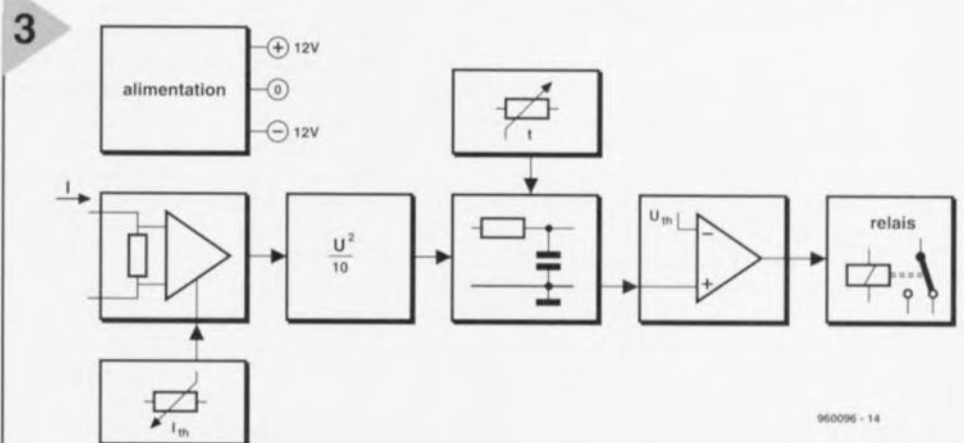 3
alimentation
+ 12V
0
− 12V
t
I
U²
10
U_th
−
+
relais
I_th
960096 - 14